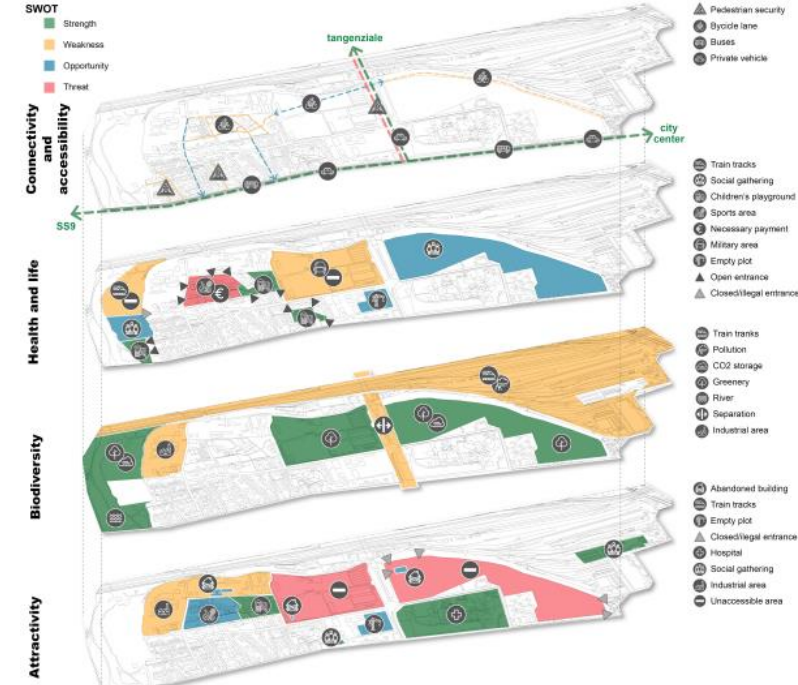 SWOT
Strength
Weakness
Opportunity
Threat
Connectivity
and
accessibility
tangenziale
city
center
SS9
Pedestrian security
Bycicle lane
Buses
Private vehicle
Health and life
€
Train tracks
Social gathering
Children's playground
Sports area
€ Necessary payment
Military area
Empty plot
Open entrance
Closed/illegal entrance
Biodiversity
Train tranks
Pollution
CO2 storage
Greenery
River
Separation
Industrial area
Attractivity
Abandoned building
Train tracks
Empty plot
Closed/illegal entrance
Hospital
Social gathering
Industrial area
Unaccessible area